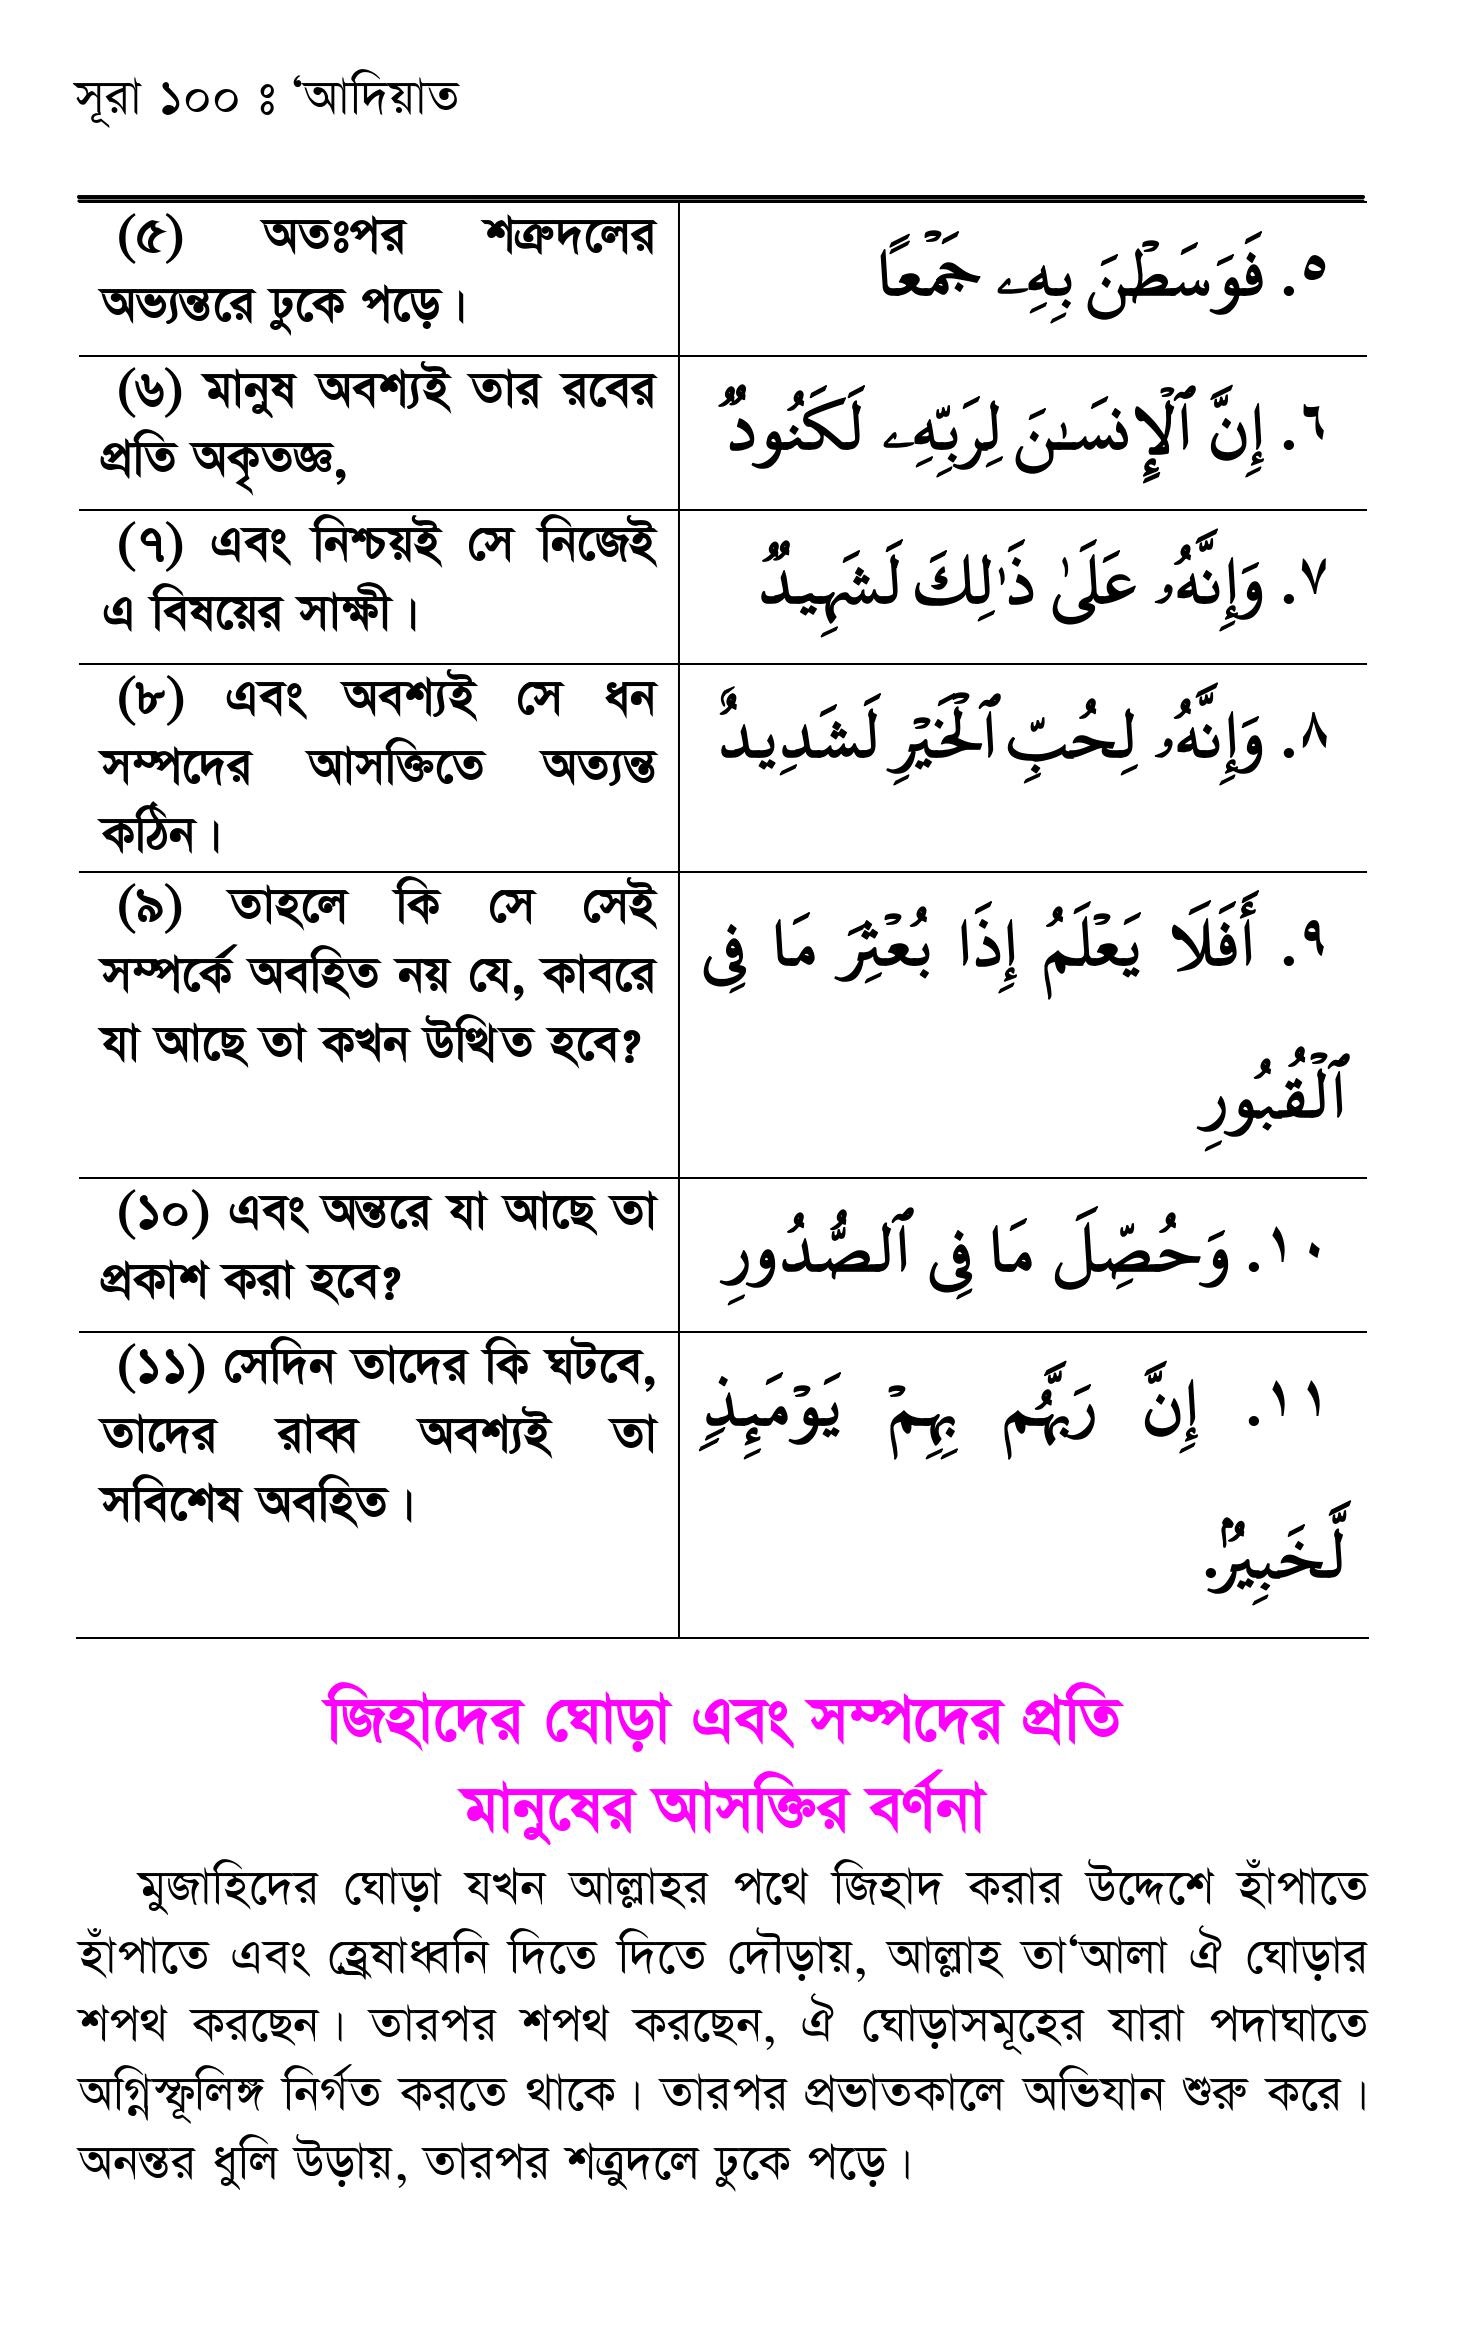 সূরা ১০০ ঃ ‘আদিয়াত
(৫) অতঃপর শত্রুদলের
অভ্যন্তরে ঢুকে পড়ে।
٥. فَوَسَطْنَ بِهِۦ جَمْعًا
(৬) মানুষ অবশ্যই তার রবের
প্রতি অকৃতজ্ঞ,
٦. إِنَّ ٱلْإِنسَـٰنَ لِرَبِّهِۦ لَكَنُودٌ
(৭) এবং নিশ্চয়ই সে নিজেই
এ বিষয়ের সাক্ষী।
٧. وَإِنَّهُۥ عَلَىٰ ذَٰلِكَ لَشَهِيدٌ
(৮) এবং অবশ্যই সে ধন
সম্পদের আসক্তিতে অত্যন্ত
কঠিন।
٨. وَإِنَّهُۥ لِحُبِّ ٱلْخَيْرِ لَشَدِيدٌ
(৯) তাহলে কি সে সেই
সম্পর্কে অবহিত নয় যে, কাবরে
যা আছে তা কখন উত্থিত হবে?
٩. أَفَلَا يَعْلَمُ إِذَا بُعْثِرَ مَا فِى
ٱلْقُبُورِ
(১০) এবং অন্তরে যা আছে তা
প্রকাশ করা হবে?
١٠. وَحُصِّلَ مَا فِى ٱلصُّدُورِ
(১১) সেদিন তাদের কি ঘটবে,
তাদের রাব্ব অবশ্যই তা
সবিশেষ অবহিত।
١١. إِنَّ رَبَّهُم بِهِمْ يَوْمَئِذٍ
لَّخَبِيرٌۢ.
জিহাদের ঘোড়া এবং সম্পদের প্রতি
মানুষের আসক্তির বর্ণনা
মুজাহিদের ঘোড়া যখন আল্লাহর পথে জিহাদ করার উদ্দেশে হাঁপাতে
হাঁপাতে এবং হ্রেষাধ্বনি দিতে দিতে দৌড়ায়, আল্লাহ তা‘আলা ঐ ঘোড়ার
শপথ করছেন। তারপর শপথ করছেন, ঐ ঘোড়াসমূহের যারা পদাঘাতে
অগ্নিস্ফূলিঙ্গ নির্গত করতে থাকে। তারপর প্রভাতকালে অভিযান শুরু করে।
অনন্তর ধুলি উড়ায়, তারপর শত্রুদলে ঢুকে পড়ে।